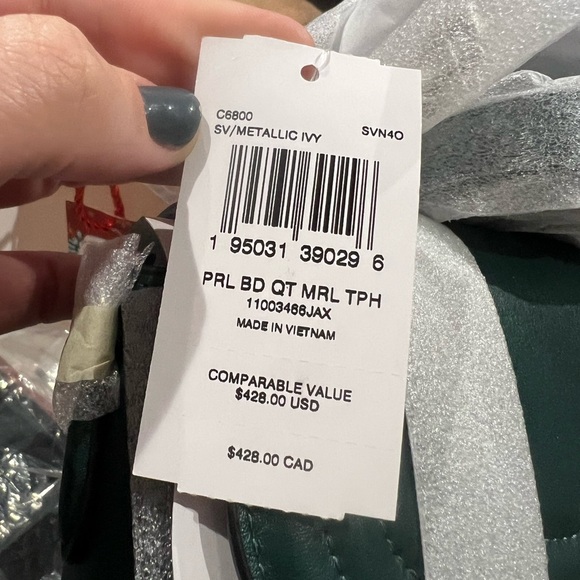 C6800
SV/METALLIC IVY SVN4O
1 95031 39029 6
PRL BD QT MRL TPH
11003466JAX
MADE IN VIETNAM
COMPARABLE VALUE
$428.00 USD
$428.00 CAD